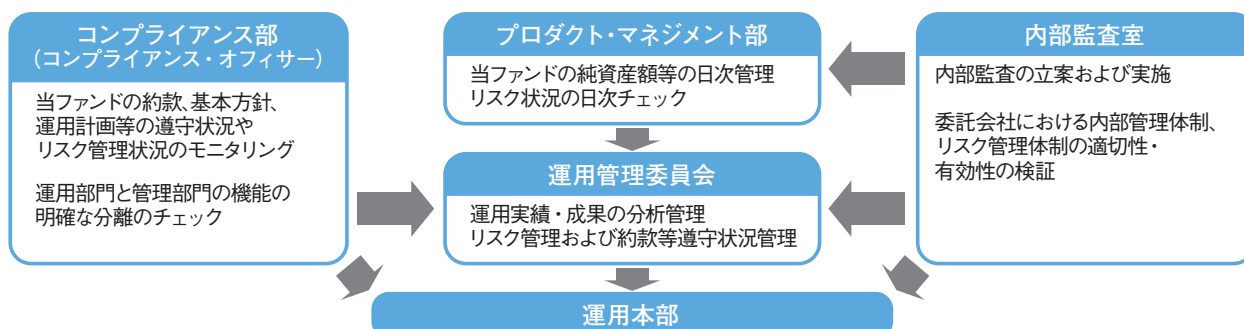 コンプライアンス部
(コンプライアンス・オフィサー)
当ファンドの約款、基本方針、
運用計画等の遵守状況や
リスク管理状況のモニタリング
運用部門と管理部門の機能の
明確な分離のチェック
プロダクト・マネジメント部
当ファンドの純資産額等の日次管理
リスク状況の日次チェック
運用管理委員会
運用実績・成果の分析管理
リスク管理および約款等遵守状況管理
内部監査室
内部監査の立案および実施
委託会社における内部管理体制、
リスク管理体制の適切性・
有効性の検証
運用本部